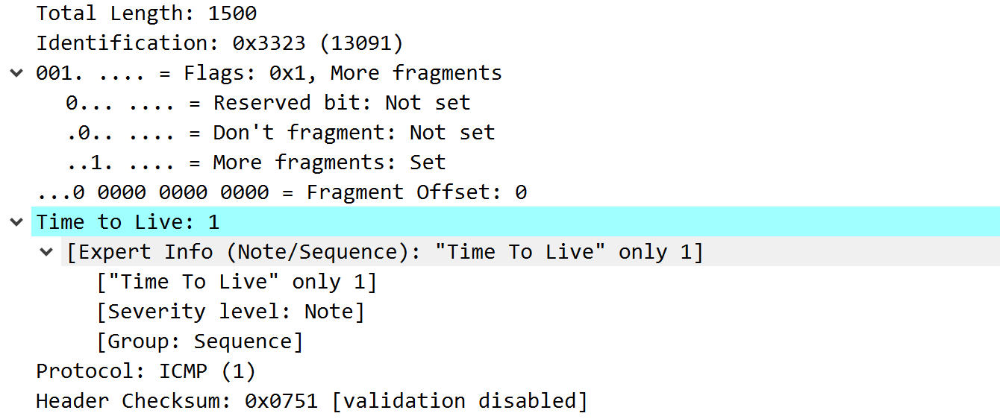 Total Length: 1500
Identification: 0x3323 (13091)
001. .... = Flags: 0x1, More fragments
0... .... = Reserved bit: Not set
.0.. .... = Don't fragment: Not set
..1. .... = More fragments: Set
...0 0000 0000 0000 = Fragment Offset: 0
Time to Live: 1
[Expert Info (Note/Sequence): "Time To Live" only 1]
["Time To Live" only 1]
[Severity level: Note]
[Group: Sequence]
Protocol: ICMP (1)
Header Checksum: 0x0751 [validation disabled]